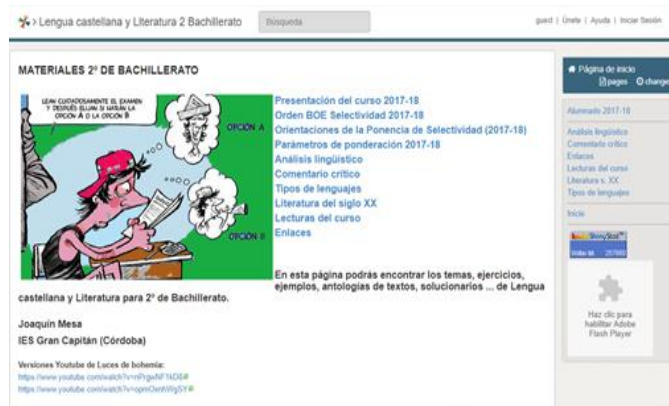 > Lengua castellana y Literatura 2 Bachillerato
Búsqueda
guest | Únete | Ayuda | Iniciar Sesión
MATERIALES 2º DE BACHILLERATO
LEAN CUIDADOSAMENTE EL EXAMEN
Y DESPUÉS ELIJAN SI HARÁN LA
OPCIÓN A O LA OPCIÓN B
OPCIÓN A
OPCIÓN B
Presentación del curso 2017-18
Orden BOE Selectividad 2017-18
Orientaciones de la Ponencia de Selectividad (2017-18)
Parámetros de ponderación 2017-18
Análisis lingüístico
Comentario crítico
Tipos de lenguajes
Literatura del siglo XX
Lecturas del curso
Enlaces
En esta página podrás encontrar los temas, ejercicios,
ejemplos, antologías de textos, solucionarios ... de Lengua
castellana y Literatura para 2º de Bachillerato.
Joaquín Mesa
IES Gran Capitán (Córdoba)
Versiones Youtube de Luces de bohemia:
Página de inicio
pages change
Alumnado 2017-18
Análisis lingüístico
Comentario crítico
Enlaces
Lecturas del curso
Literatura s. XX
Tipos de lenguajes
Inicio
ShinyStat
Haz clic para
habilitar Adobe
Flash Player